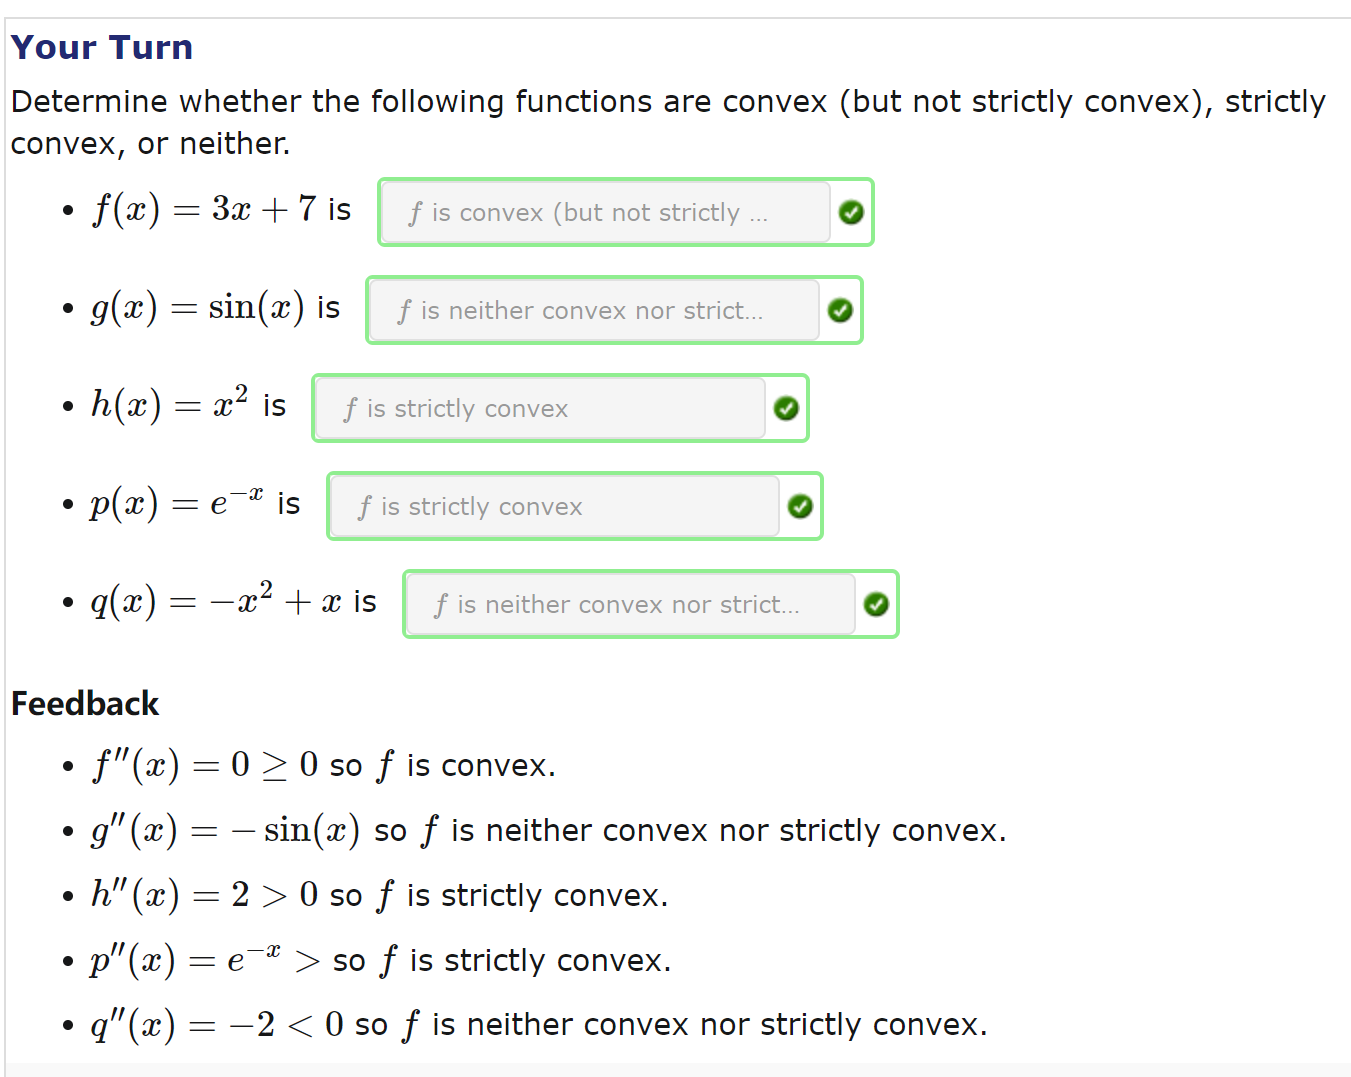 Your Turn
Determine whether the following functions are convex (but not strictly convex), strictly
convex, or neither.
• f(x) = 3x + 7 is f is convex (but not strictly ...
• g(x) = sin(x) is f is neither convex nor strict...
• h(x) = x² is f is strictly convex
• p(x) = e⁻ˣ is f is strictly convex
• q(x) = −x² + x is f is neither convex nor strict...
Feedback
• f″(x) = 0 ≥ 0 so f is convex.
• g″(x) = − sin(x) so f is neither convex nor strictly convex.
• h″(x) = 2 > 0 so f is strictly convex.
• p″(x) = e⁻ˣ > so f is strictly convex.
• q″(x) = −2 < 0 so f is neither convex nor strictly convex.